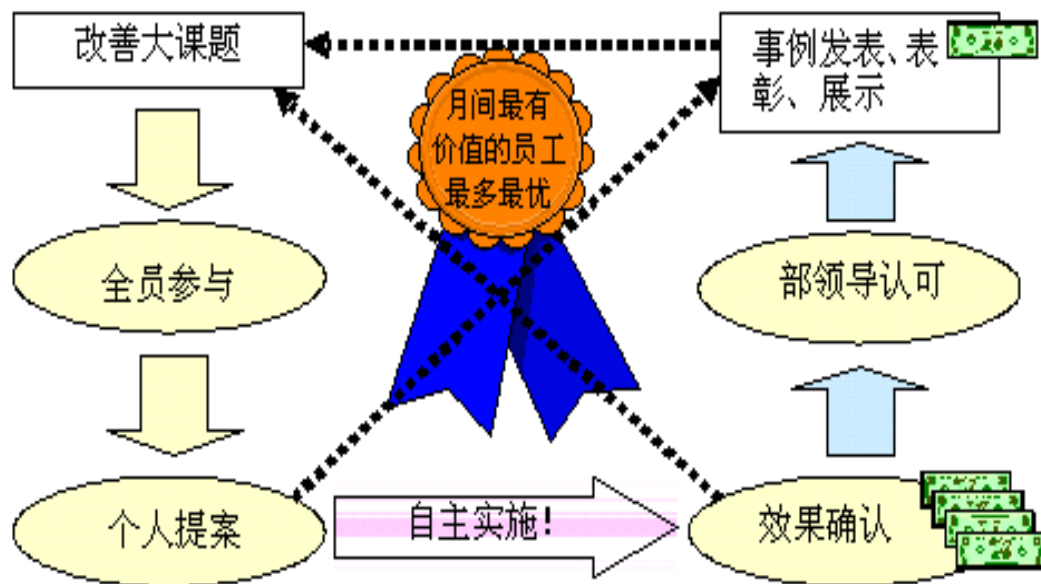 改善大课题
事例发表、表
彰、展示
月间最有
价值的员工
最多最优
全员参与
部领导认可
个人提案
自主实施!
效果确认